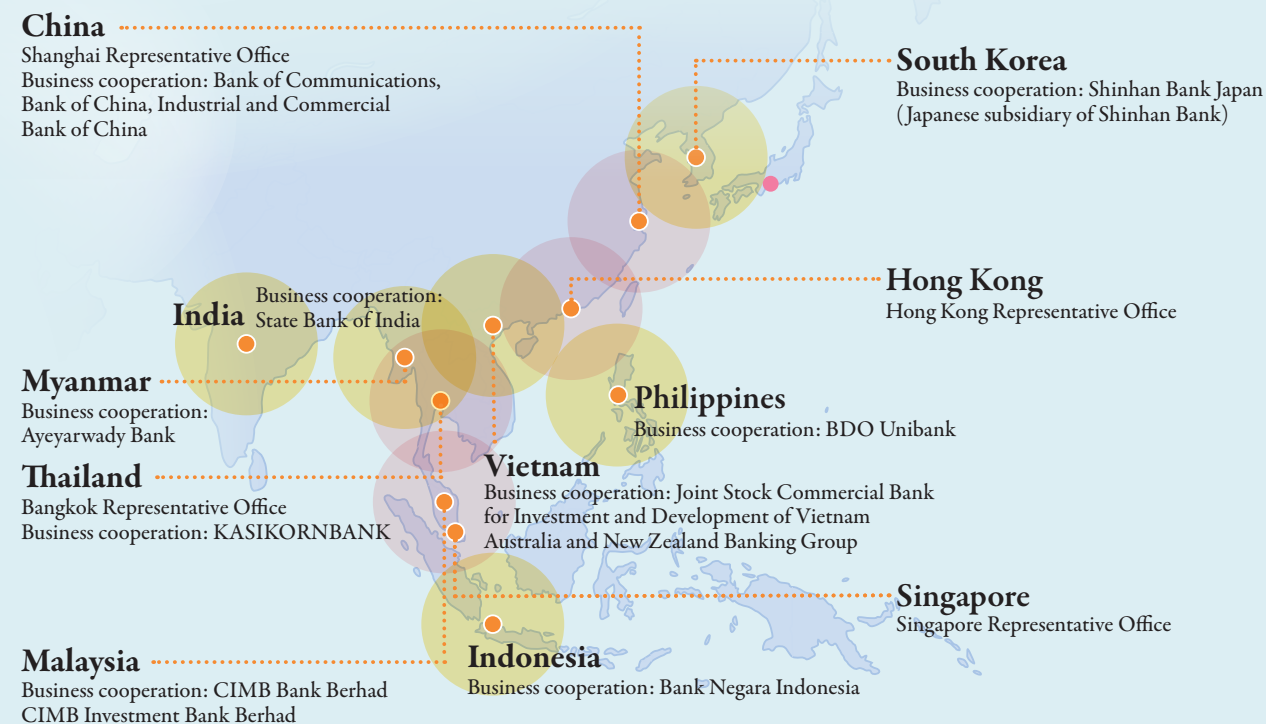 China
Shanghai Representative Office
Business cooperation: Bank of Communications,
Bank of China, Industrial and Commercial
Bank of China
South Korea
Business cooperation: Shinhan Bank Japan
(Japanese subsidiary of Shinhan Bank)
Hong Kong
Hong Kong Representative Office
India
Business cooperation:
State Bank of India
Myanmar
Business cooperation:
Ayeyarwady Bank
Philippines
Business cooperation: BDO Unibank
Thailand
Bangkok Representative Office
Business cooperation: KASIKORNBANK
Vietnam
Business cooperation: Joint Stock Commercial Bank
for Investment and Development of Vietnam
Australia and New Zealand Banking Group
Singapore
Singapore Representative Office
Malaysia
Business cooperation: CIMB Bank Berhad
CIMB Investment Bank Berhad
Indonesia
Business cooperation: Bank Negara Indonesia